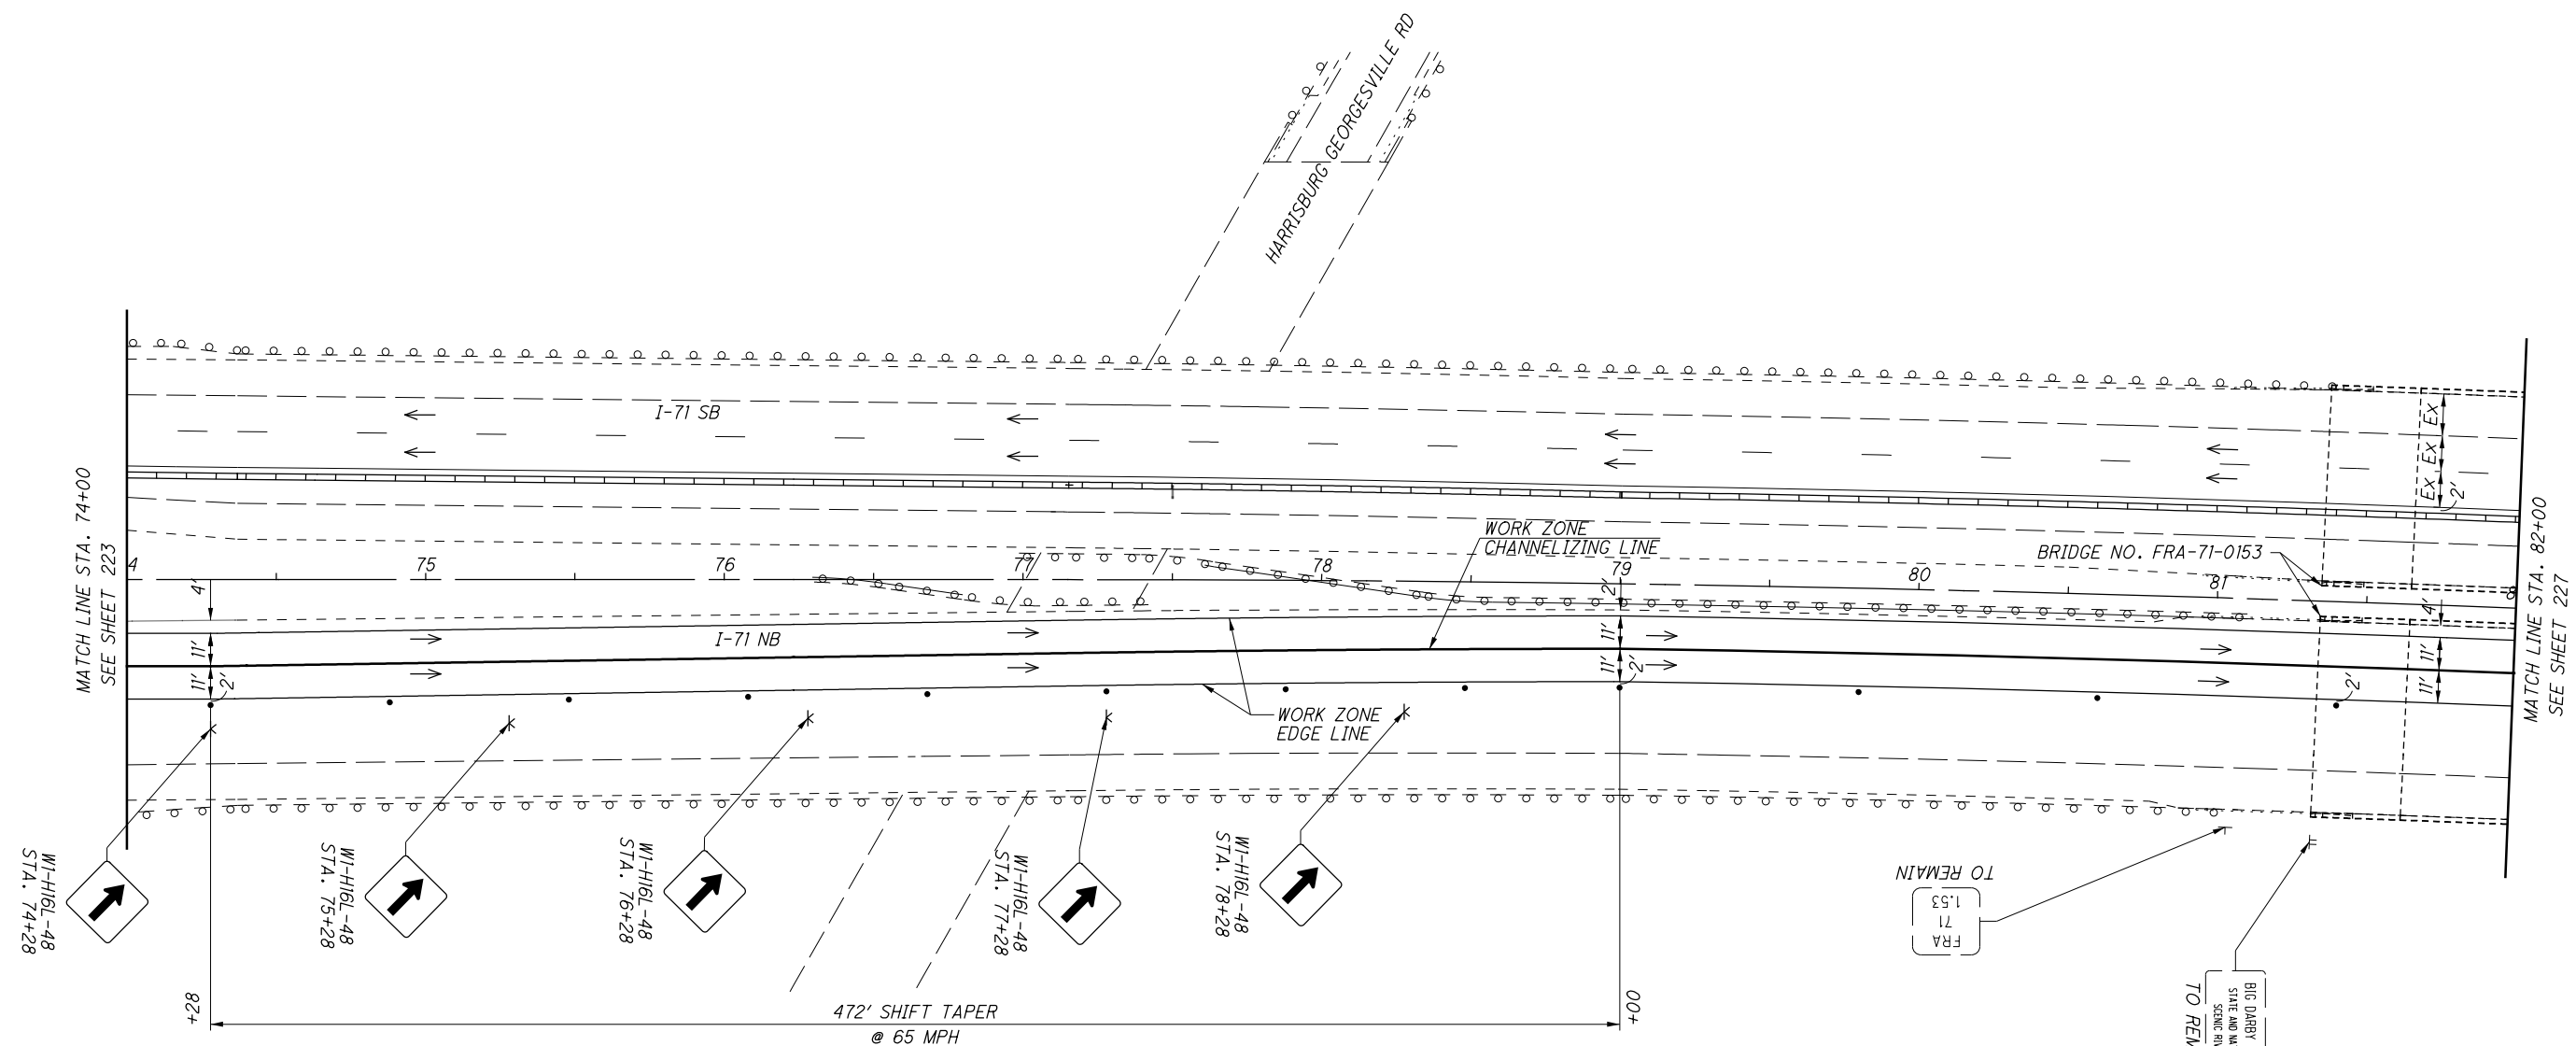 HARRISBURG GEORGESVILLE RD
MATCH LINE STA. 74+00
SEE SHEET 223
I-71 SB
Ex
Ex
Ex
2'
MATCH LINE STA. 82+00
SEE SHEET 227
WORK ZONE
CHANNELIZING LINE
BRIDGE NO. FRA-71-0153
4
75
76
77
78
79
80
81
8
4'
2'
4'
I-71 NB
11'
11'
2'
11'
11'
2'
11'
11'
2'
WORK ZONE
EDGE LINE
W1-H16L-48
STA. 74+28
W1-H16L-48
STA. 75+28
W1-H16L-48
STA. 76+28
W1-H16L-48
STA. 77+28
W1-H16L-48
STA. 78+28
TO REMAIN
FRA
71
1.53
BIG DARBY
STATE AND
SCENIC
TO
+28
472' SHIFT TAPER
@ 65 MPH
+00